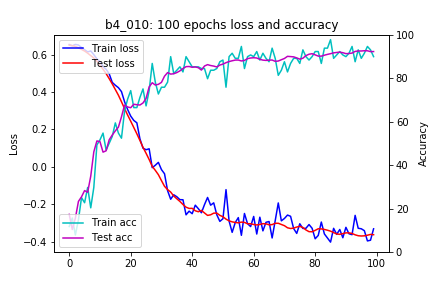 b4_010: 100 epochs loss and accuracy
Train loss
Test loss
Train acc
Test acc
Loss
Accuracy
0.6
0.4
0.2
0.0
−0.2
−0.4
100
80
60
40
20
0
0 20 40 60 80 100